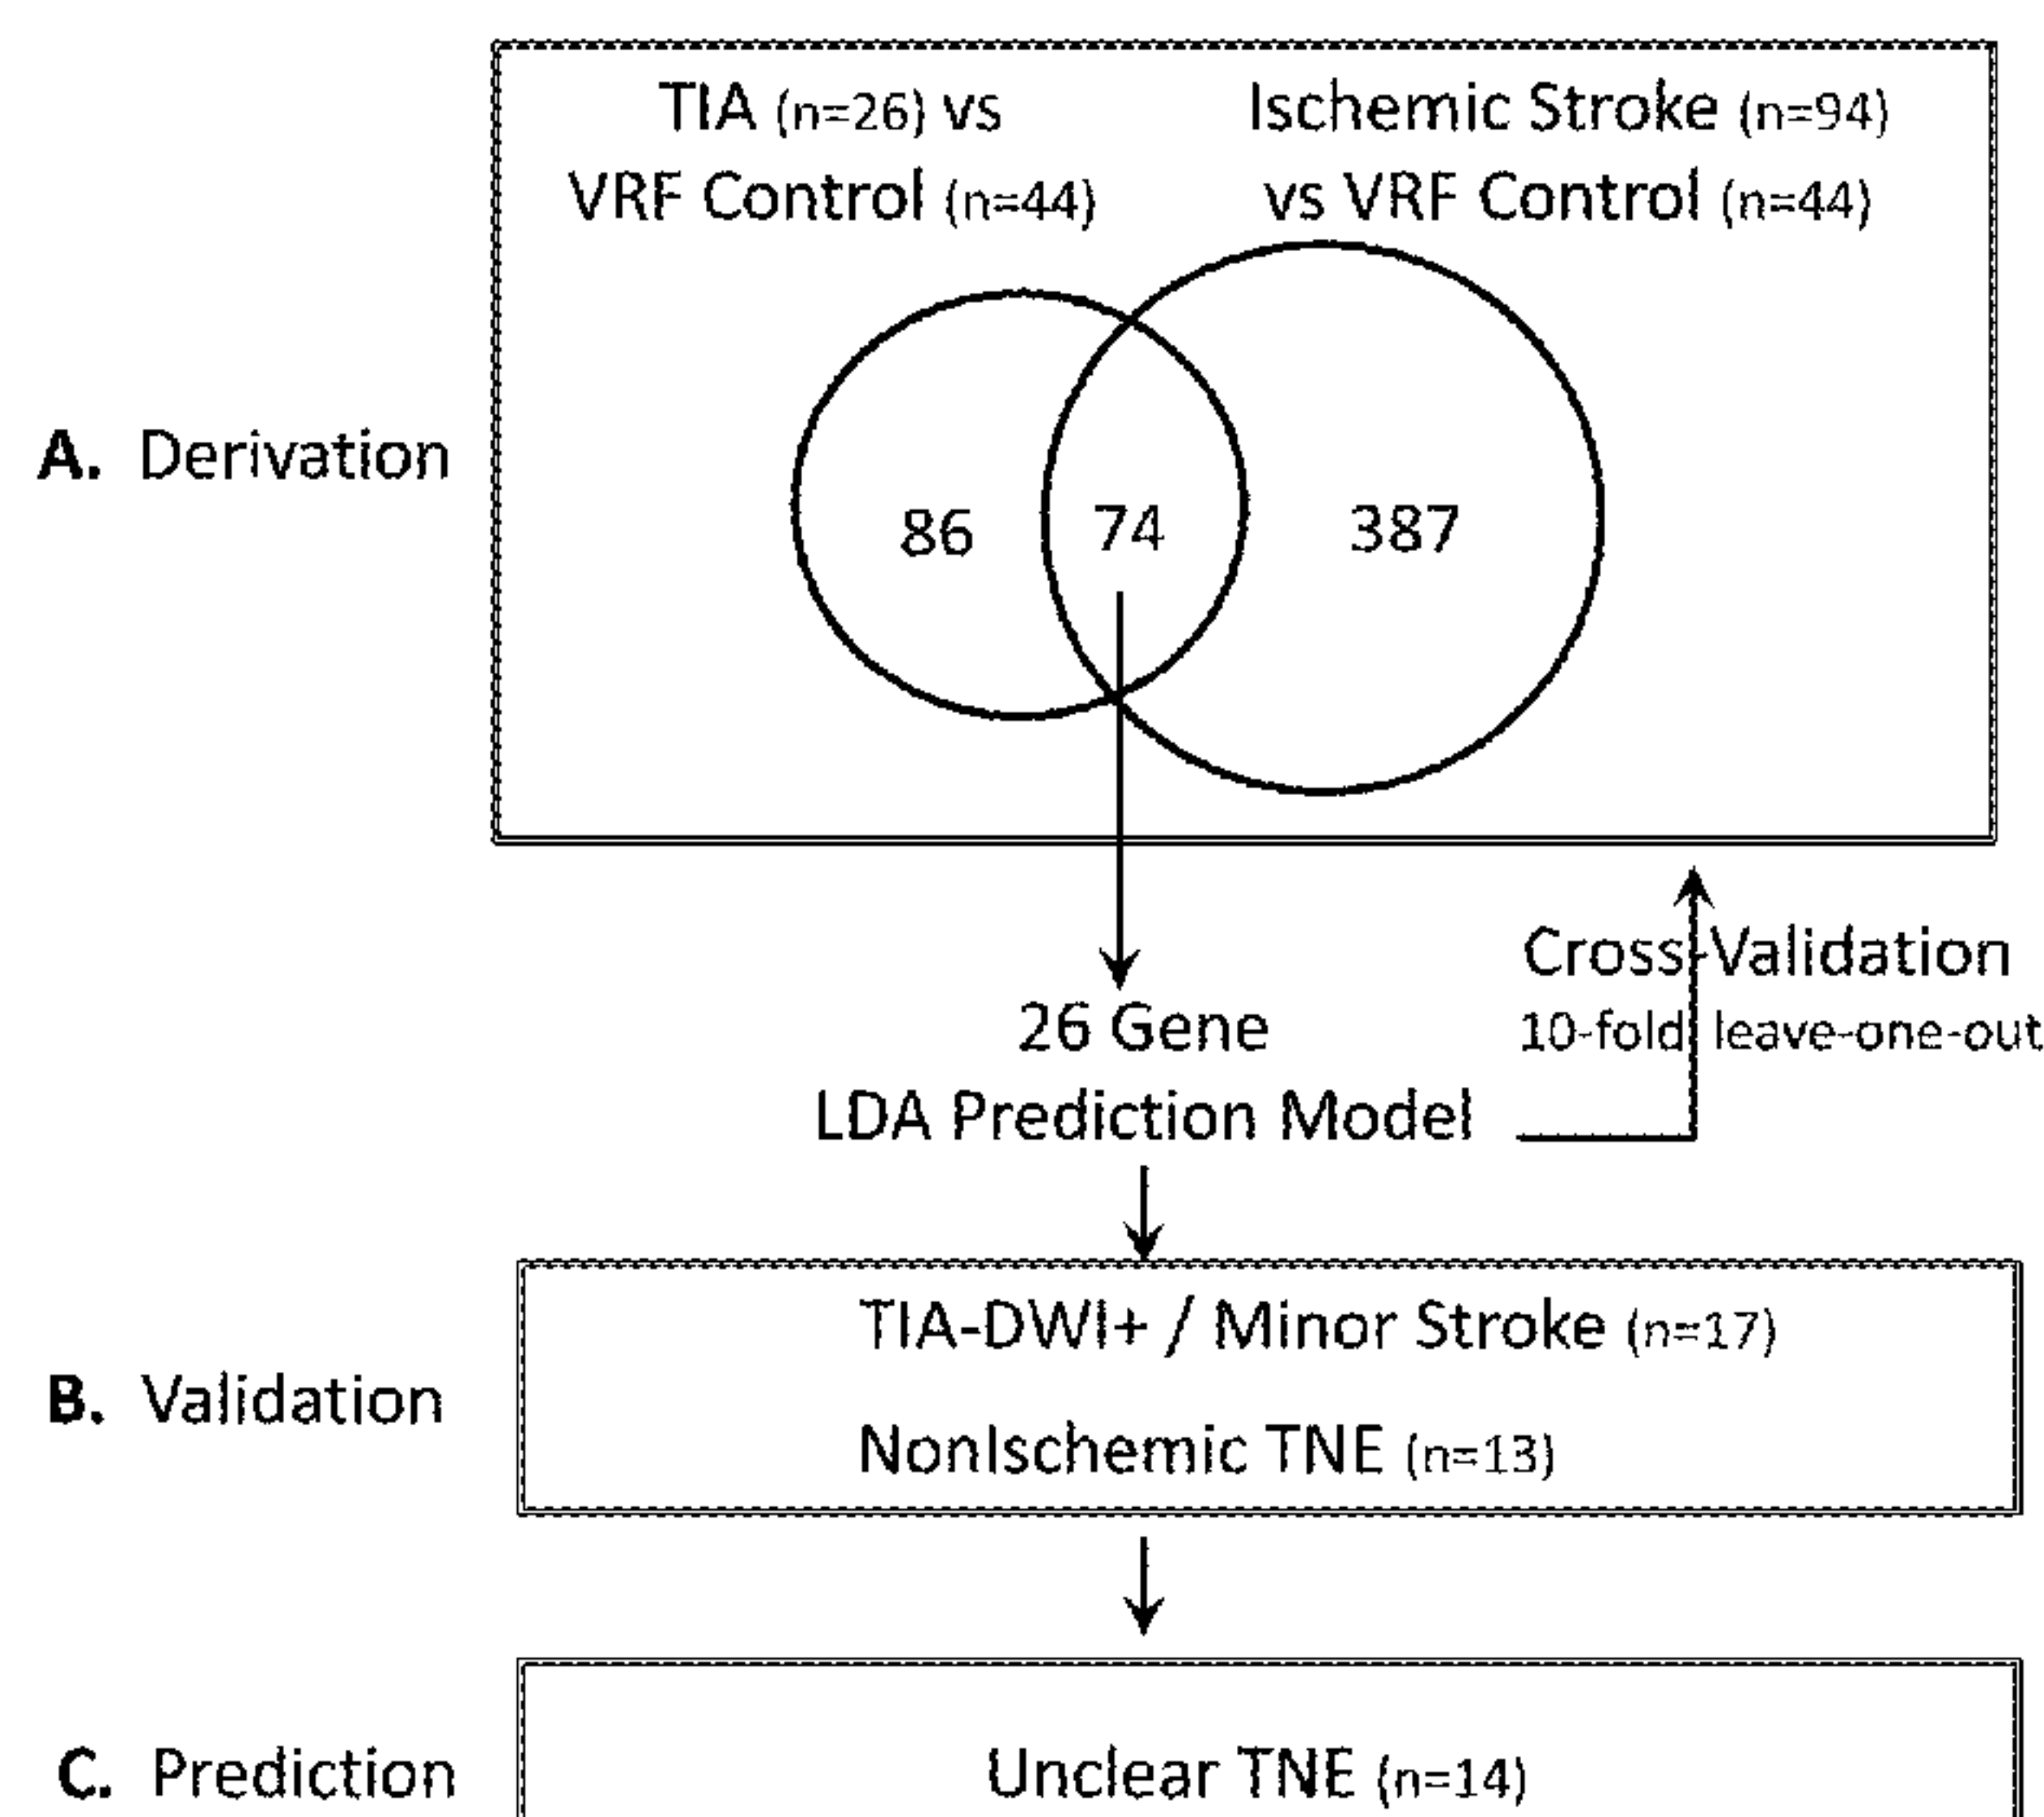 TIA (n=26) vs
VRF Control (n=44)
Ischemic Stroke (n=94)
vs VRF Control (n=44)
A. Derivation
86
74
387
Cross-Validation
10-fold leave-one-out
26 Gene
LDA Prediction Model
TIA-DWI+ / Minor Stroke (n=17)
B. Validation
NonIschemic TNE (n=13)
C. Prediction
Unclear TNE (n=14)